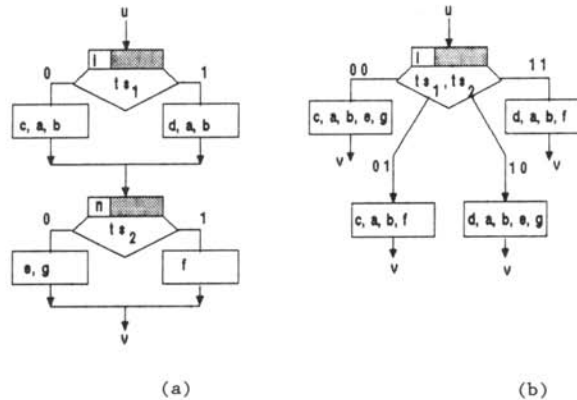 u
i
0
1
ts1
c, a, b
d, a, b
n
0
1
ts2
e, g
f
v
(a)
u
i
00
11
ts1, ts2
c, a, b, e, g
d, a, b, f
v
v
01
10
c, a, b, f
d, a, b, e, g
v
v
(b)